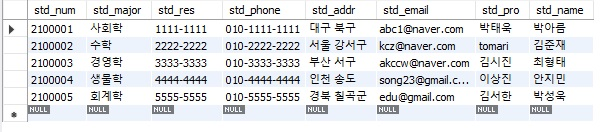 std_num std_major std_res std_phone std_addr std_email std_pro std_name
2100001 사회학 1111-1111 010-1111-1111 대구 북구 abc1@naver.com 박태욱 박아름
2100002 수학 2222-2222 010-2222-2222 서울 강서구 kcz@naver.com tomari 김준재
2100003 경영학 3333-3333 010-3333-3333 부산 서구 akccw@naver.com 김시진 최형태
2100004 생물학 4444-4444 010-4444-4444 인천 송도 song23@gmail.c... 이상진 안지민
2100005 회계학 5555-5555 010-5555-5555 경북 칠곡군 edu@gmail.com 김서한 박성욱
NULL NULL NULL NULL NULL NULL NULL NULL